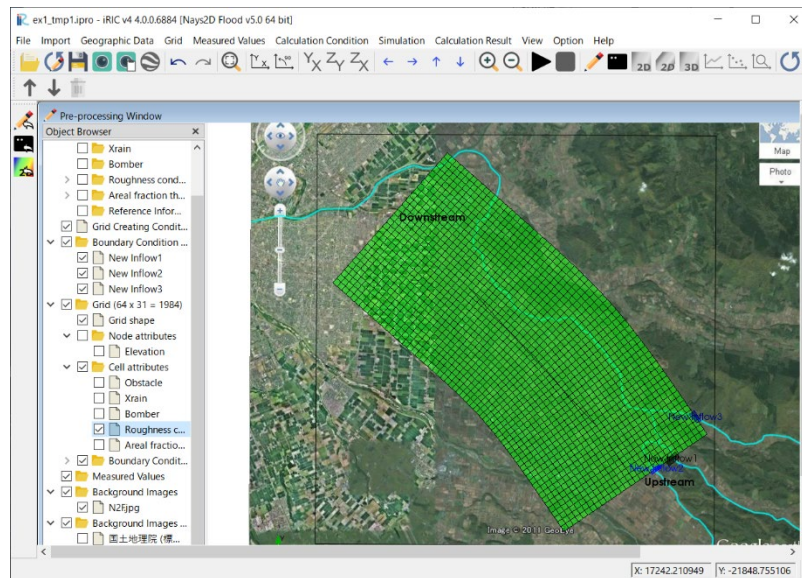 ex1_tmp1.ipro - iRIC v4 4.0.0.6884 [Nays2D Flood v5.0 64 bit]
File Import Geographic Data Grid Measured Values Calculation Condition Simulation Calculation Result View Option Help
Pre-processing Window
Object Browser
Xrain
Bomber
Roughness cond...
Areal fraction th...
Reference Infor...
Grid Creating Condit...
Boundary Condition ...
New Inflow1
New Inflow2
New Inflow3
Grid (64 x 31 = 1984)
Grid shape
Node attributes
Elevation
Cell attributes
Obstacle
Xrain
Bomber
Roughness c...
Areal fractio...
Boundary Condit...
Measured Values
Background Images
N2Fjpg
Background Images ...
国土地理院 (標...
Map
Photo
Downstream
New Inflow3
New Inflow1
New Inflow2
Upstream
Image © 2011 GeoEye
X: 17242.210949 Y: -21848.755106